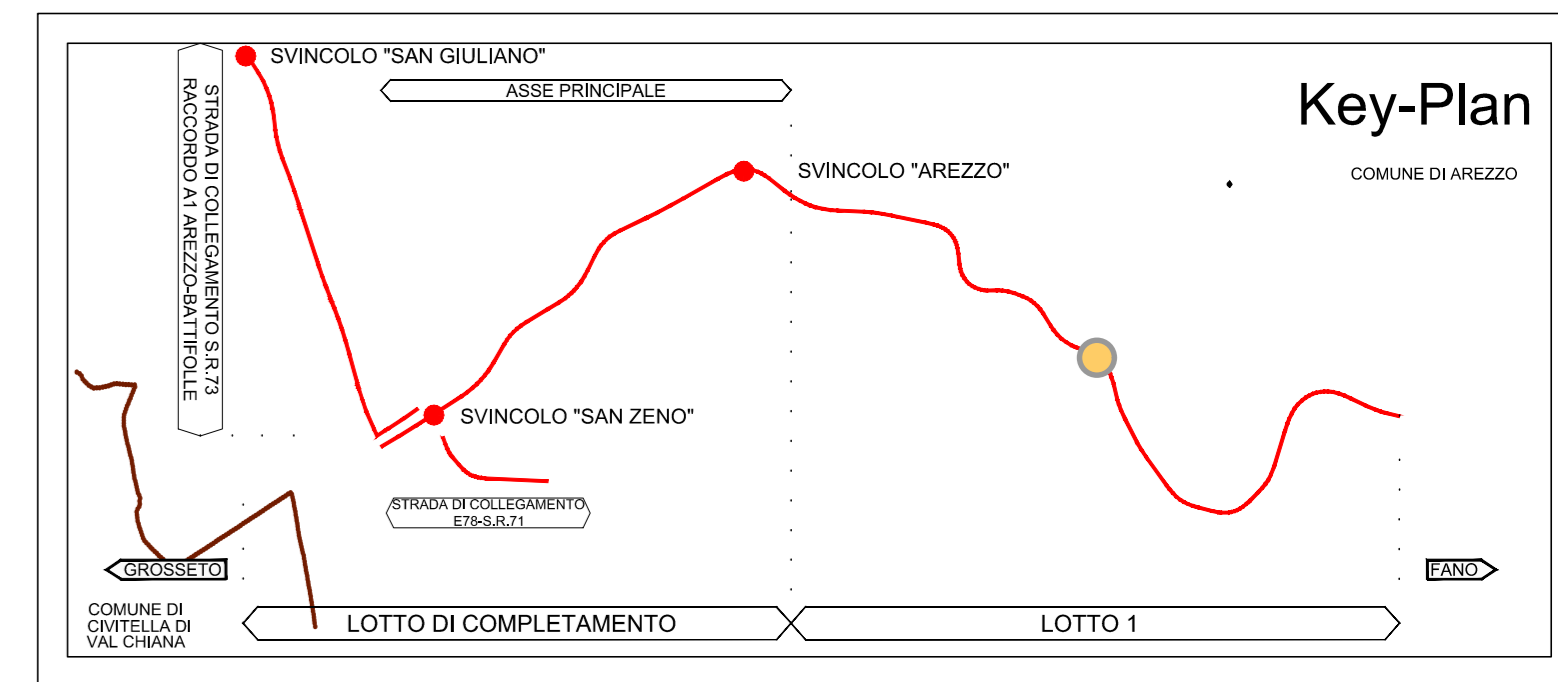 SVINCOLO "SAN GIULIANO"
ASSE PRINCIPALE
Key-Plan
STRADA DI COLLEGAMENTO S.R.73
RACCORDO A1 AREZZO-BATTIFOLLE
SVINCOLO "AREZZO"
COMUNE DI AREZZO
SVINCOLO "SAN ZENO"
STRADA DI COLLEGAMENTO
E78-S.R.71
GROSSETO
FANO
COMUNE DI
CIVITELLA DI
VAL CHIANA
LOTTO DI COMPLETAMENTO
LOTTO 1